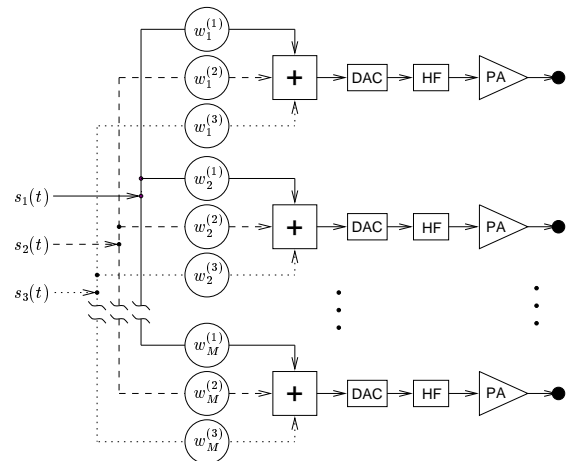 w_1^{(1)}
w_1^{(2)} + DAC HF PA
w_1^{(3)}
w_2^{(1)}
s_1(t)
w_2^{(2)} + DAC HF PA
s_2(t)
w_2^{(3)}
s_3(t)
w_M^{(1)}
w_M^{(2)} + DAC HF PA
w_M^{(3)}